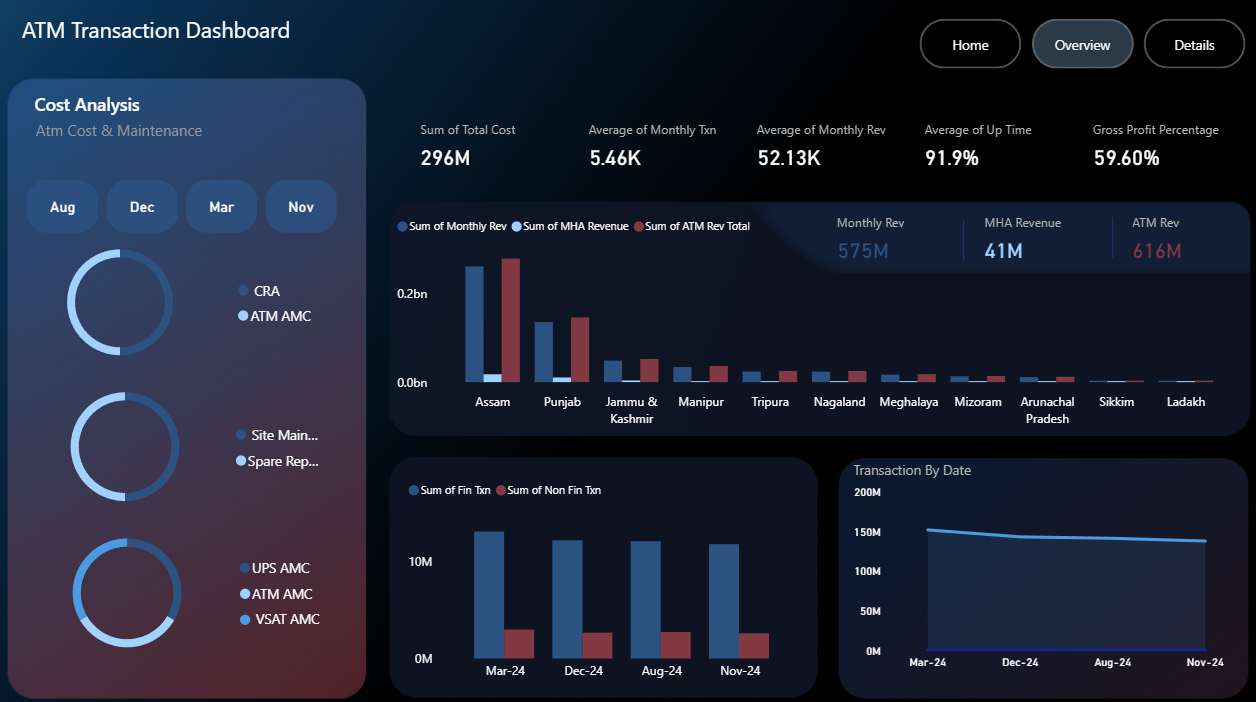 ATM Transaction Dashboard
Home
Overview
Details
Cost Analysis
Atm Cost & Maintenance
Aug
Dec
Mar
Nov
CRA
ATM AMC
Site Main...
Spare Rep...
UPS AMC
ATM AMC
VSAT AMC
Sum of Total Cost
296M
Average of Monthly Txn
5.46K
Average of Monthly Rev
52.13K
Average of Up Time
91.9%
Gross Profit Percentage
59.60%
Sum of Monthly Rev
Sum of MHA Revenue
Sum of ATM Rev Total
Monthly Rev
575M
MHA Revenue
41M
ATM Rev
616M
0.2bn
0.0bn
Assam
Punjab
Jammu &
Kashmir
Manipur
Tripura
Nagaland
Meghalaya
Mizoram
Arunachal
Pradesh
Sikkim
Ladakh
Sum of Fin Txn
Sum of Non Fin Txn
10M
0M
Mar-24
Dec-24
Aug-24
Nov-24
Transaction By Date
200M
150M
100M
50M
0M
Mar-24
Dec-24
Aug-24
Nov-24